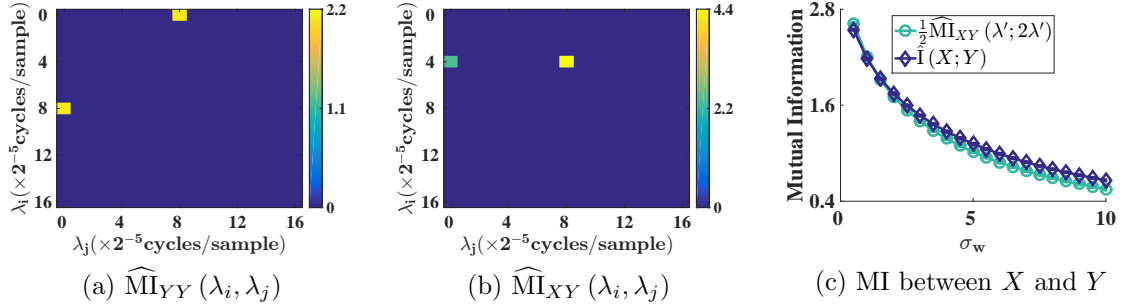 0
4
8
12
16
λi(×2−5cycles/sample)
0 4 8 12 16
λj(×2−5cycles/sample)
2.2
1.1
0
(a) M̂I_YY (λi, λj)
0
4
8
12
16
λi(×2−5cycles/sample)
0 4 8 12 16
λj(×2−5cycles/sample)
4.4
2.2
0
(b) M̂I_XY (λi, λj)
2.8
1.6
0.4
Mutual Information
½M̂I_XY (λ′; 2λ′)
Î (X; Y)
0 5 10
σw
(c) MI between X and Y